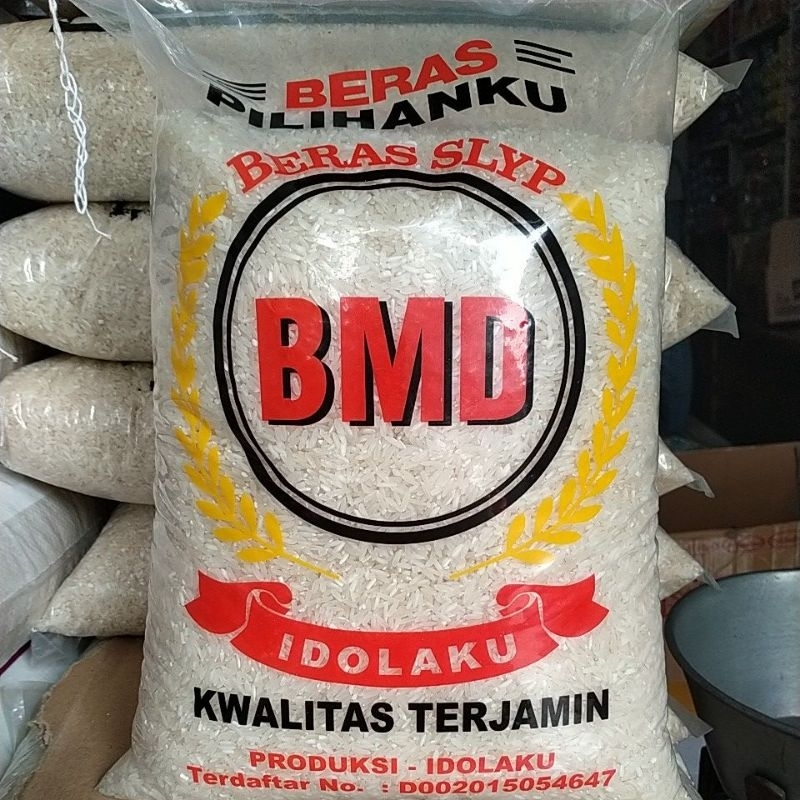 BERAS
PILIHANKU
BERAS SLYP
BMD
IDOLAKU
KWALITAS TERJAMIN
PRODUKSI - IDOLAKU
Terdaftar No. : D002015054647